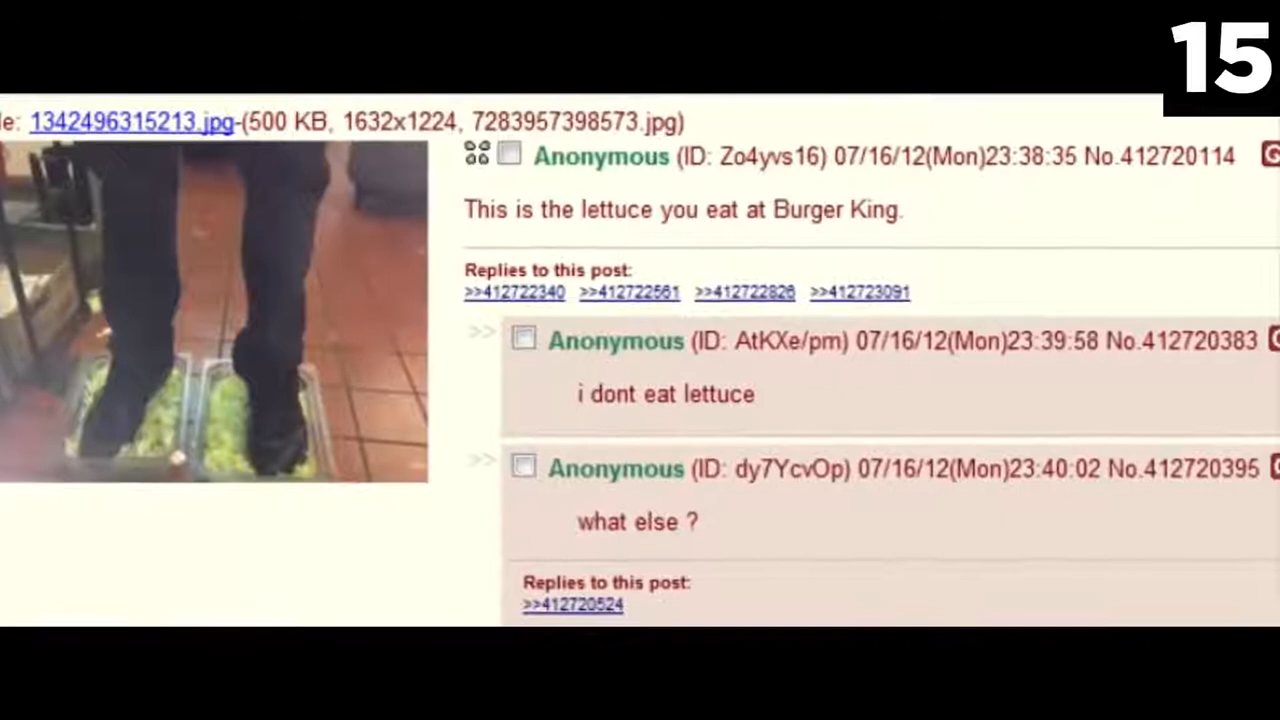 15
le: 1342496315213.jpg-(500 KB, 1632x1224, 7283957398573.jpg)
Anonymous (ID: Zo4yvs16) 07/16/12(Mon)23:38:35 No.412720114
This is the lettuce you eat at Burger King.
Replies to this post:
>>412722340 >>412722561 >>412722826 >>412723091
>> Anonymous (ID: AtKXe/pm) 07/16/12(Mon)23:39:58 No.412720383
i dont eat lettuce
>> Anonymous (ID: dy7YcvOp) 07/16/12(Mon)23:40:02 No.412720395
what else ?
Replies to this post:
>>412720524